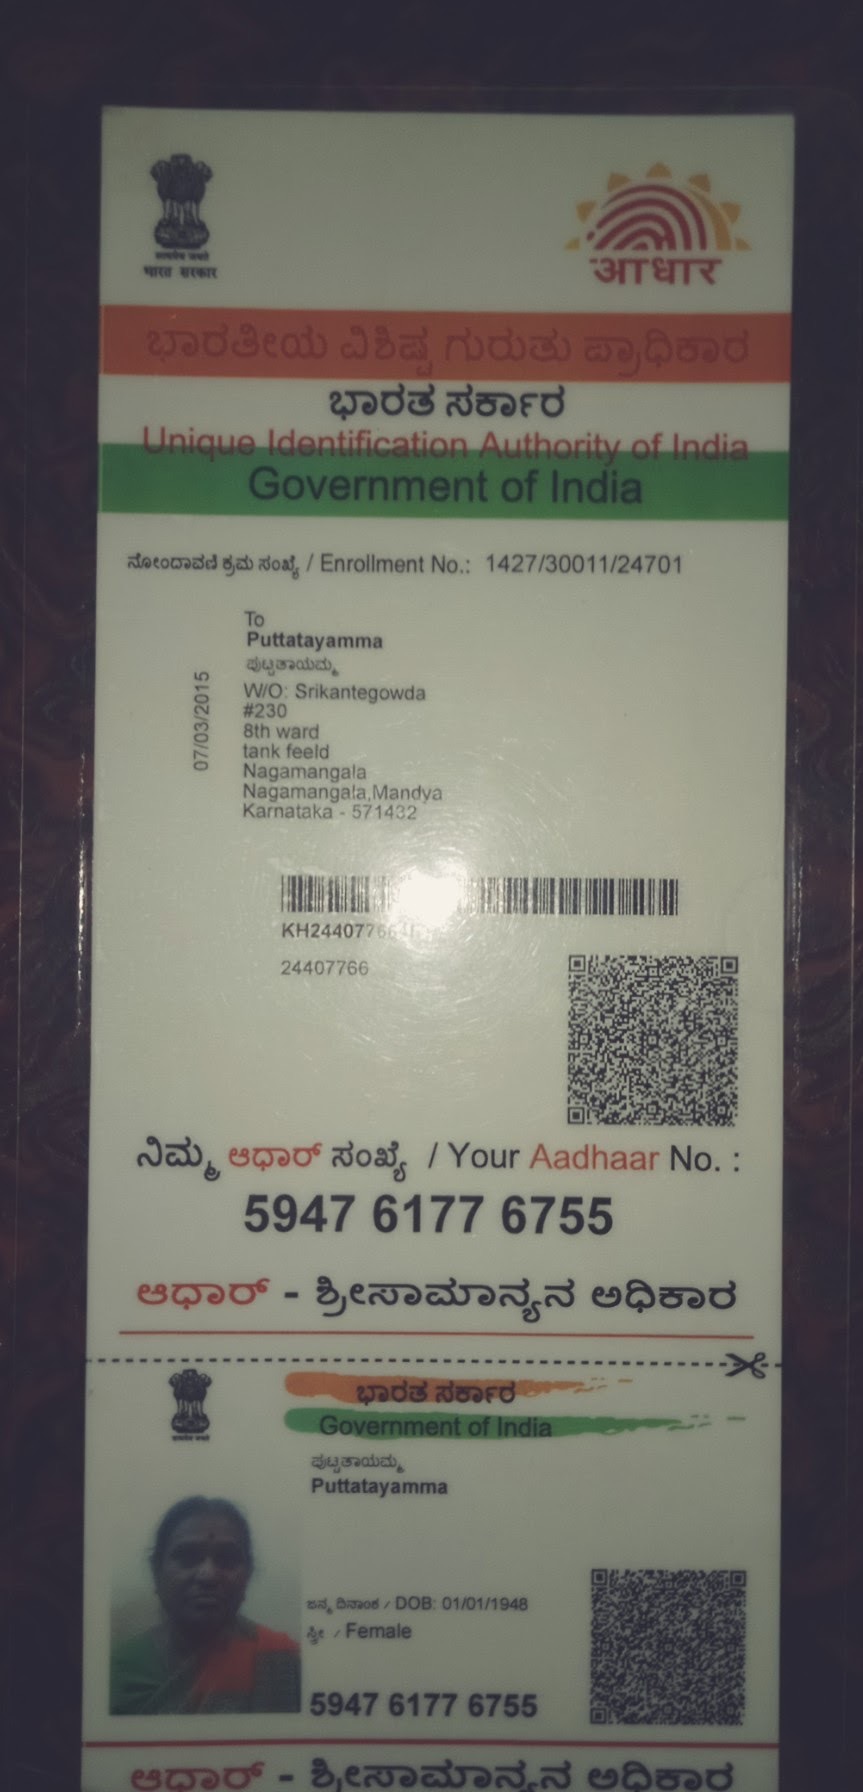 भारत सरकार
आधार
ಭಾರತೀಯ ವಿಶಿಷ್ಟ ಗುರುತು ಪ್ರಾಧಿಕಾರ
ಭಾರತ ಸರ್ಕಾರ
Unique Identification Authority of India
Government of India
ನೋಂದಾವಣಿ ಕ್ರಮ ಸಂಖ್ಯೆ / Enrollment No.: 1427/30011/24701
07/03/2015
To
Puttatayamma
ಪುಟ್ಟತಾಯಮ್ಮ
W/O: Srikantegowda
#230
8th ward
tank feeld
Nagamangala
Nagamangala,Mandya
Karnataka - 571432
24407766
ನಿಮ್ಮ ಆಧಾರ್ ಸಂಖ್ಯೆ / Your Aadhaar No. :
5947 6177 6755
ಆಧಾರ್ - ಶ್ರೀಸಾಮಾನ್ಯನ ಅಧಿಕಾರ
ಭಾರತ ಸರ್ಕಾರ
Government of India
ಪುಟ್ಟತಾಯಮ್ಮ
Puttatayamma
ಜನ್ಮ ದಿನಾಂಕ / DOB: 01/01/1948
ಸ್ತ್ರೀ / Female
5947 6177 6755
ಆಧಾರ್ - ಶ್ರೀಸಾಮಾನ್ಯನ ಅಧಿಕಾರ